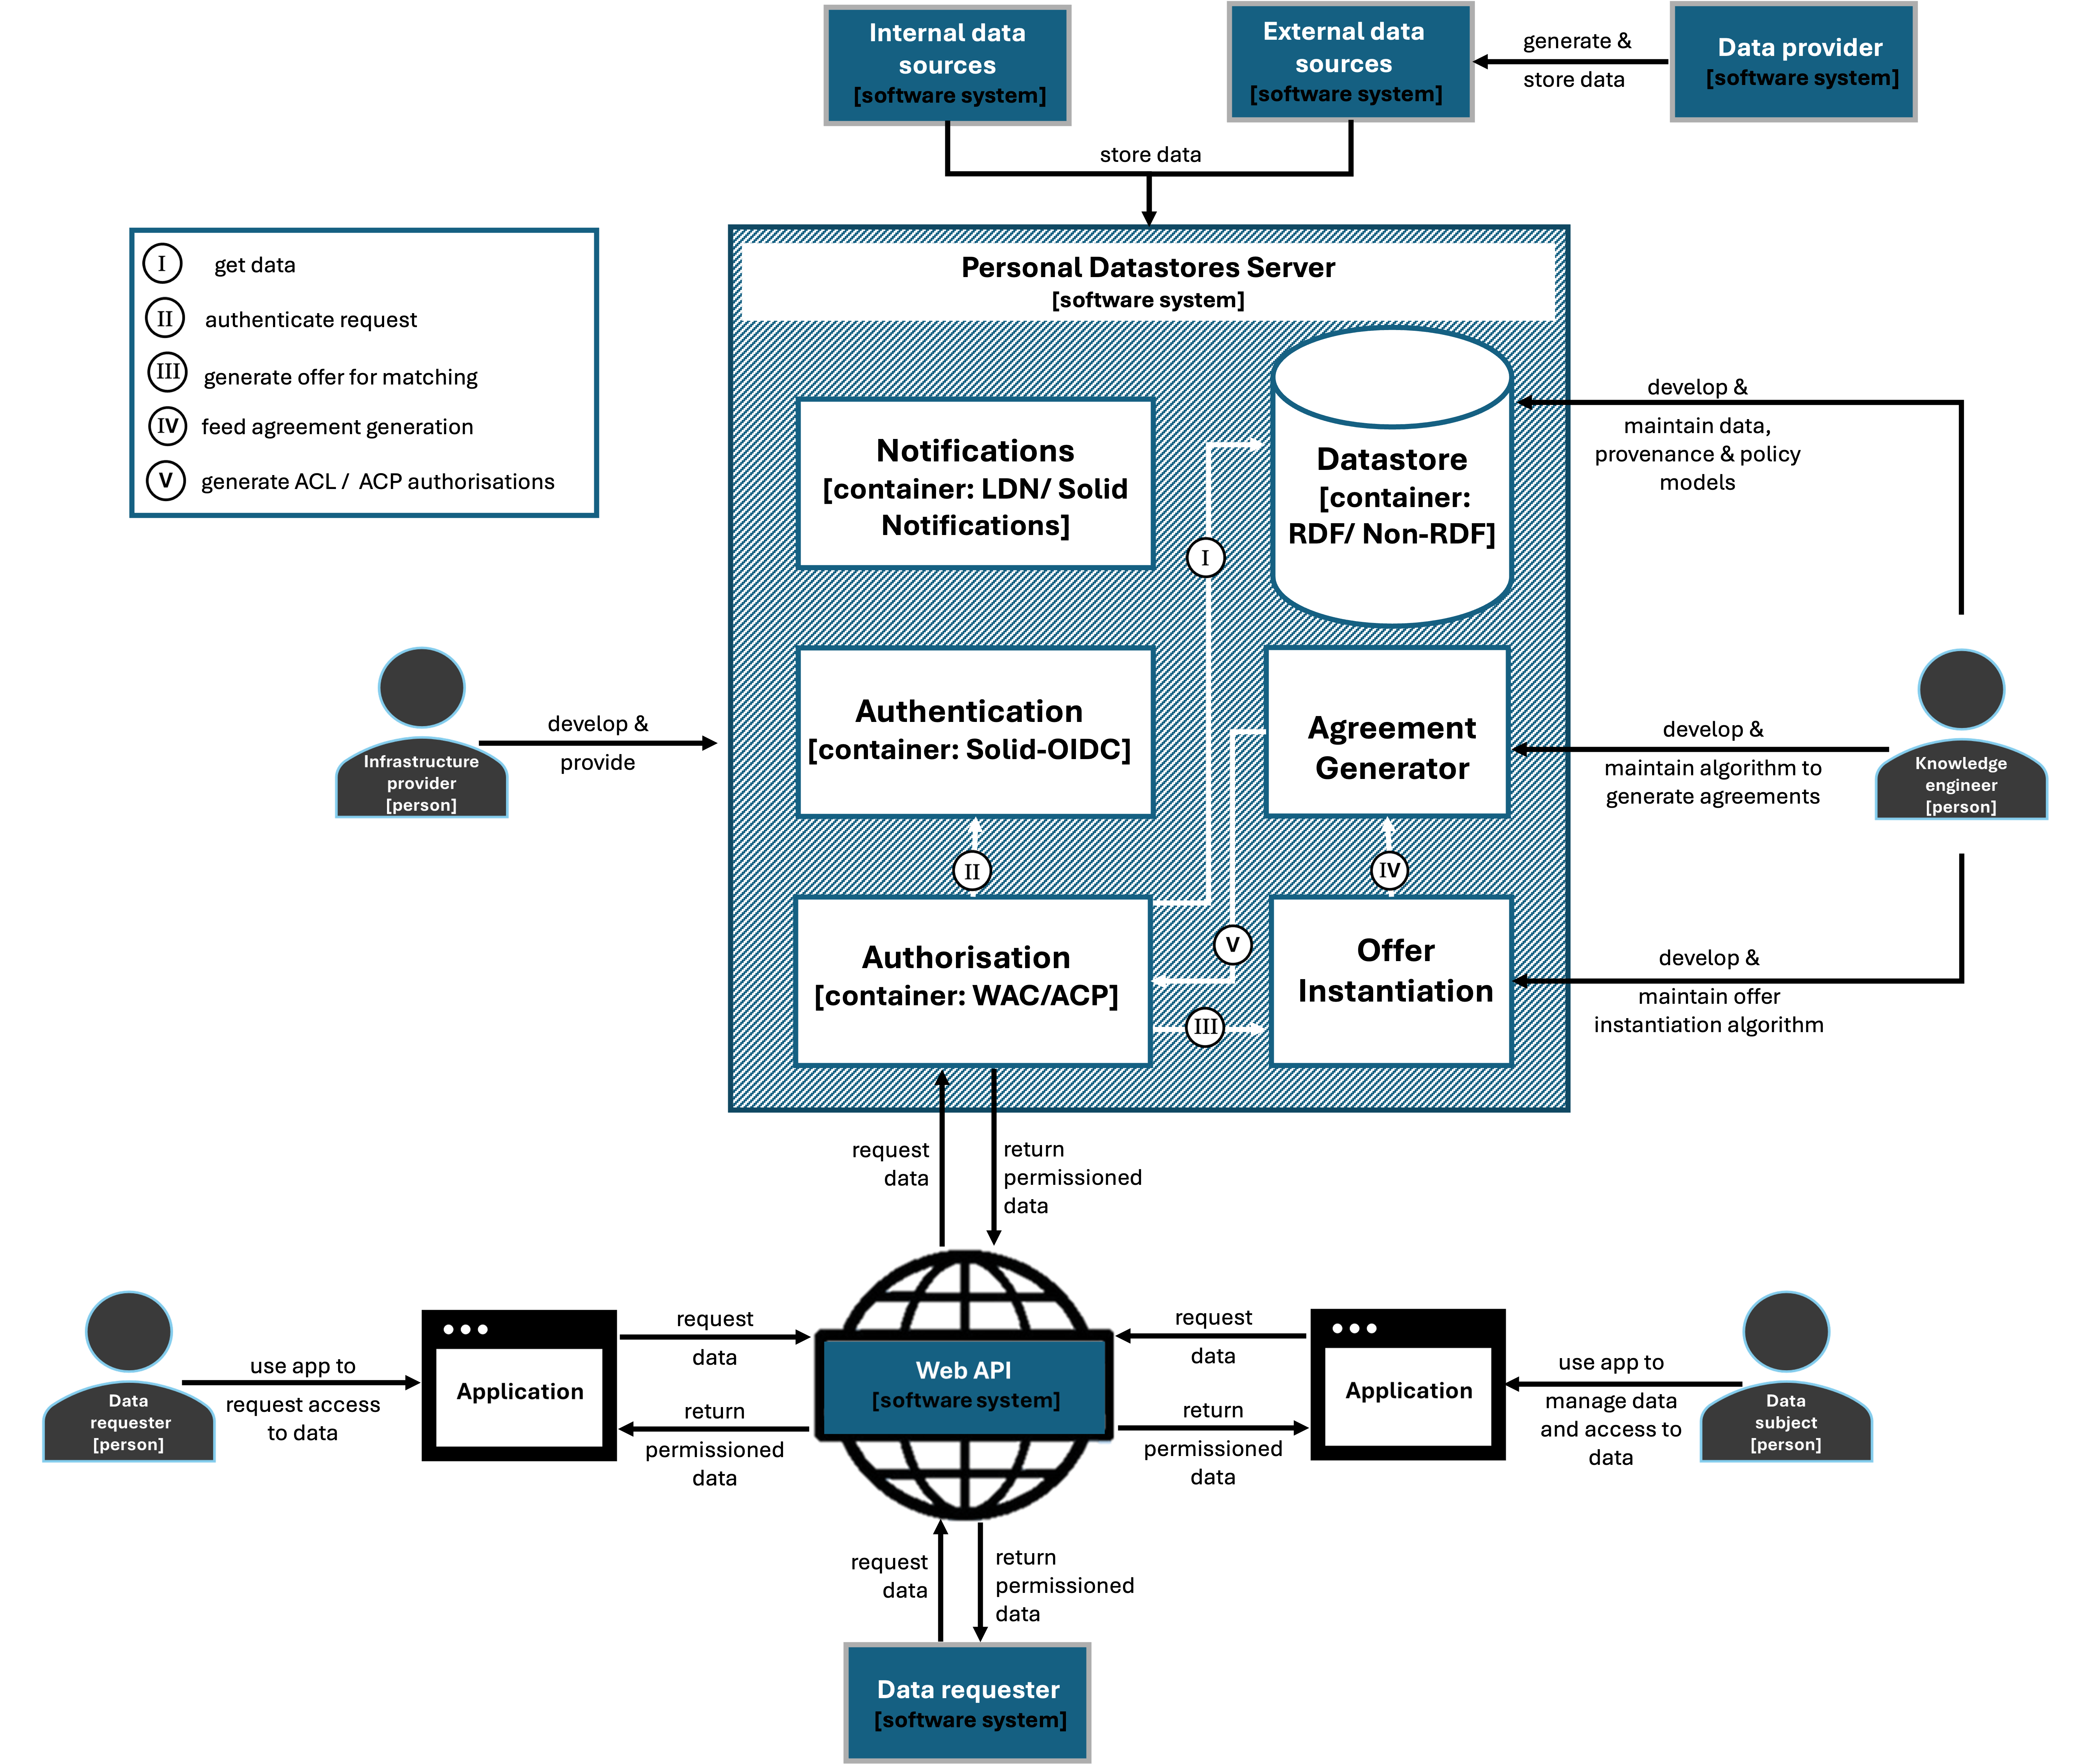 Internal data
sources
[software system]
External data
sources
[software system]
generate &
store data
Data provider
[software system]
store data
I get data
II authenticate request
III generate offer for matching
IV feed agreement generation
V generate ACL / ACP authorisations
Personal Datastores Server
[software system]
Notifications
[container: LDN/ Solid
Notifications]
Datastore
[container:
RDF/ Non-RDF]
I
develop &
maintain data,
provenance & policy
models
Infrastructure
provider
[person]
develop &
provide
Authentication
[container: Solid-OIDC]
Agreement
Generator
develop &
maintain algorithm to
generate agreements
Knowledge
engineer
[person]
II
IV
Authorisation
[container: WAC/ACP]
V
III
Offer
Instantiation
develop &
maintain offer
instantiation algorithm
request
data
return
permissioned
data
Data
requester
[person]
use app to
request access
to data
Application
request
data
return
permissioned
data
Web API
[software system]
request
data
return
permissioned
data
Application
use app to
manage data
and access to
data
Data
subject
[person]
request
data
return
permissioned
data
Data requester
[software system]